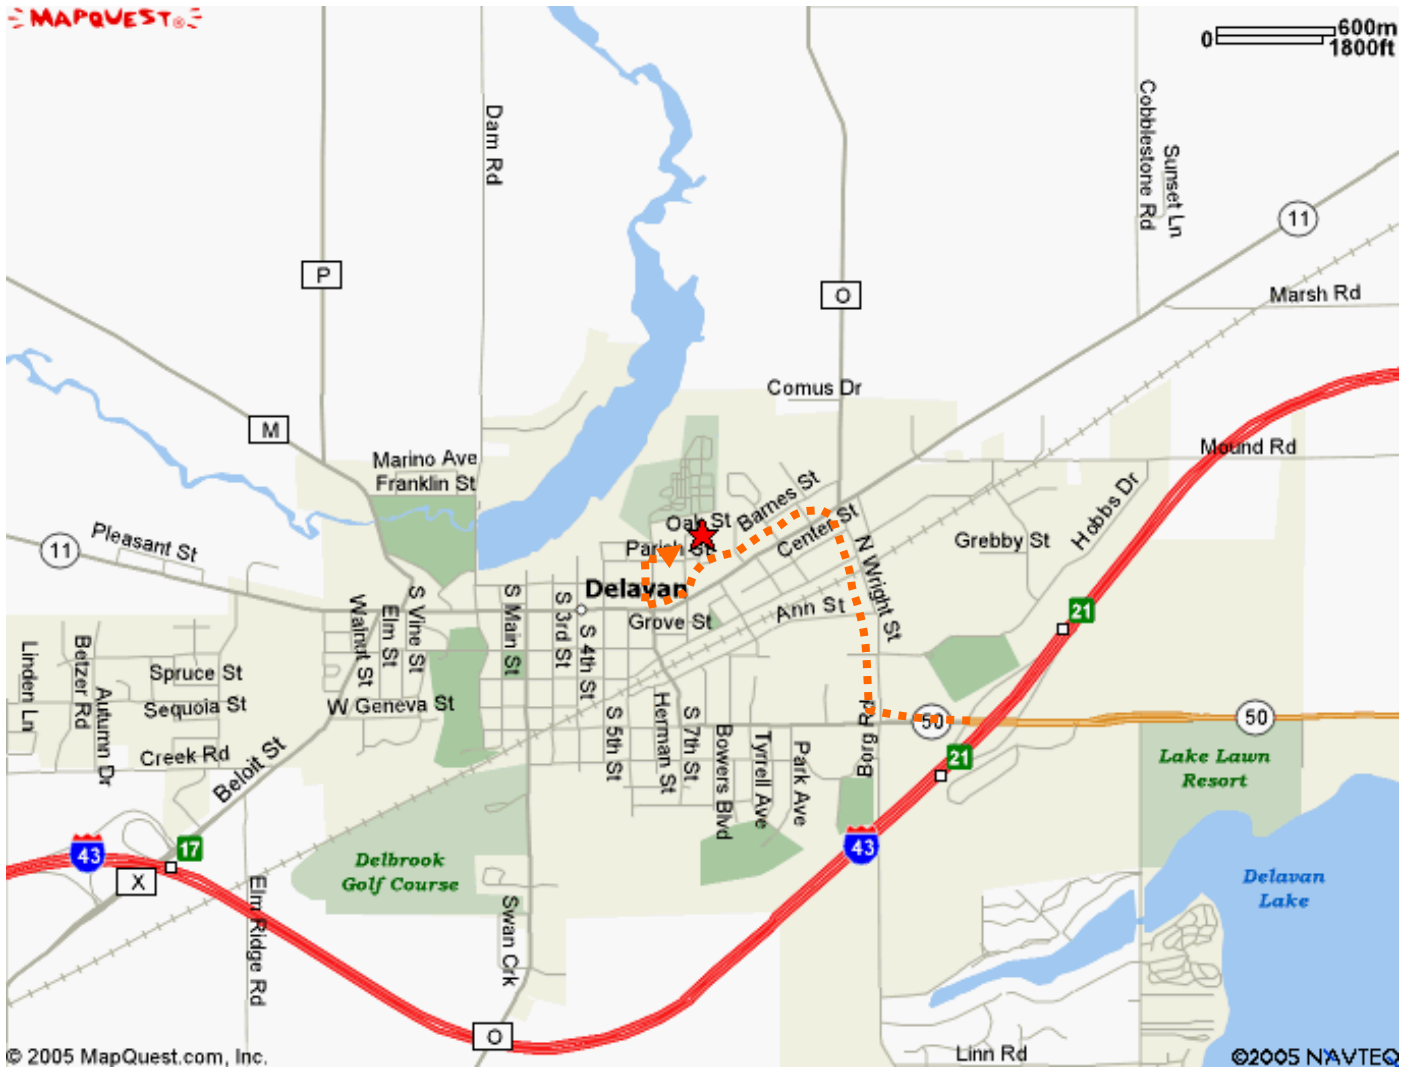 MAPQUEST
600m
0
1800ft
Dam Rd
Cobblestone Rd
Sunset Ln
11
P
O
Marsh Rd
Comus Dr
M
Mound Rd
Marino Ave
Franklin St
Barnes St
Hobbs Dr
Oak St
Center St
Pleasant St
11
Parish St
Grebby St
N Wright St
Delavan
S Vine St
Elm St
Walnut St
S Main St
S 3rd St
S 4th St
Grove St
Ann St
21
Linden Ln
Betzer Rd
Autumn Dr
Spruce St
Sequoia St
W Geneva St
S 5th St
Herman St
S 7th St
Bowers Blvd
Tyrrell Ave
Park Ave
Borg Rd
50
50
Creek Rd
Beloit St
21
Lake Lawn
Resort
43
17
X
Delbrook
Golf Course
43
Delavan
Lake
Elm Ridge Rd
Swan Crk
O
Linn Rd
© 2005 MapQuest.com, Inc.
©2005 NAVTEQ